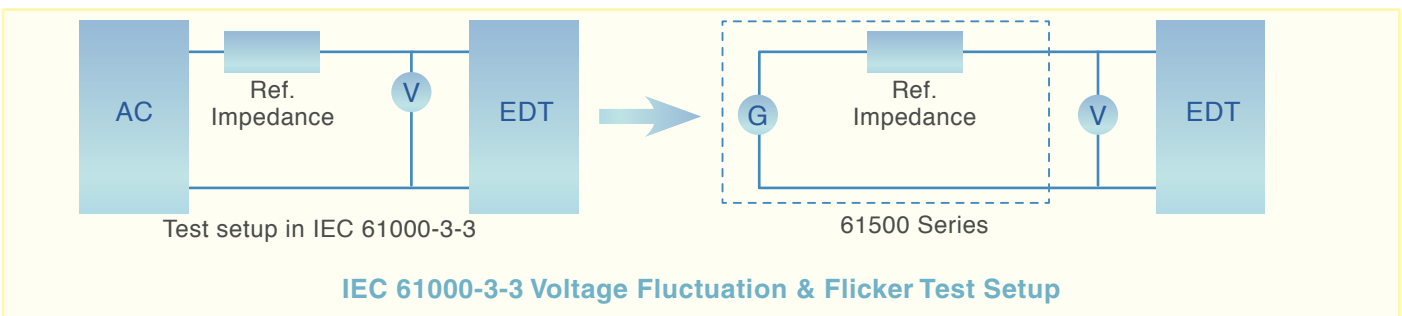 AC
Ref.
Impedance
V
EDT
Test setup in IEC 61000-3-3
G
Ref.
Impedance
V
EDT
61500 Series
IEC 61000-3-3 Voltage Fluctuation & Flicker Test Setup